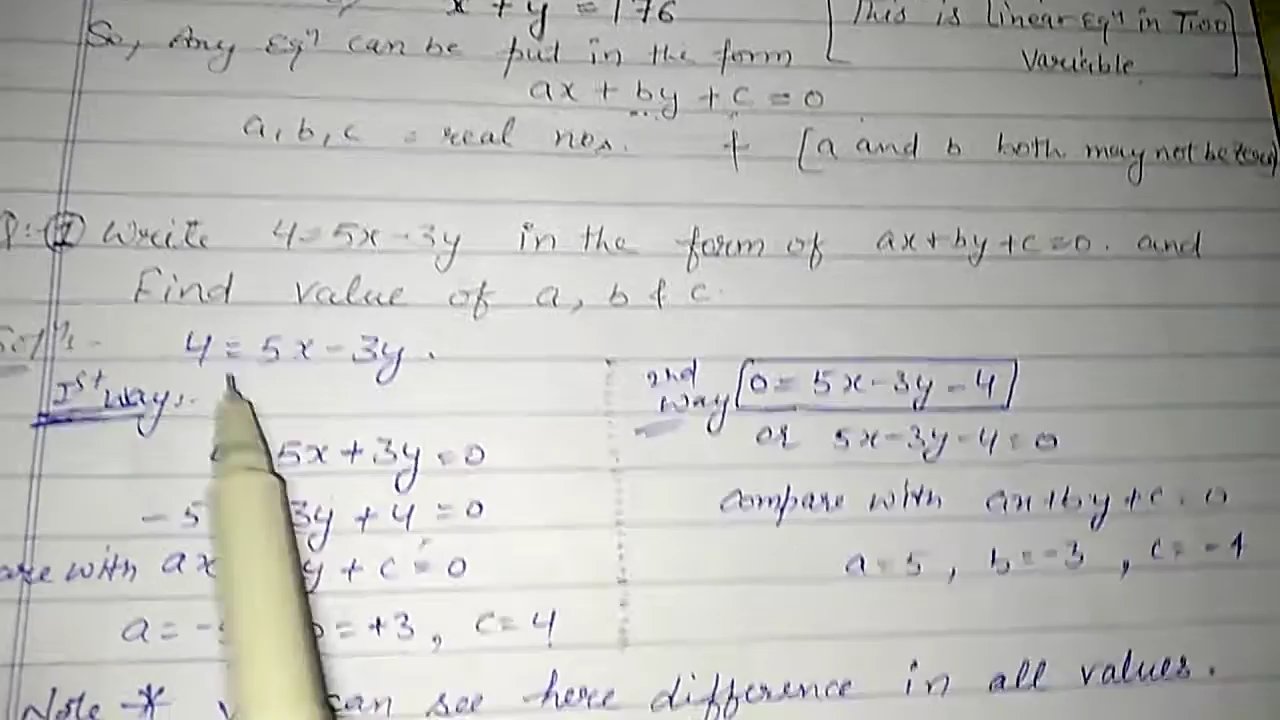 x + y = 176
[This is linear Eqn in Two Variable]
So, Any Eqn can be put in the form
ax + by + c = 0
a, b, c = real nos. + [a and b both may not be zero]
① Write 4=5x-3y in the form of ax+by+c=0. and
Find value of a, b & c.
Sol"- 4 = 5x - 3y.
Ist way:-
5x + 3y = 0
- 5 3y + 4 = 0
with ax y + c = 0
a = - = +3, c = 4
2nd way 0 = 5x - 3y - 4
or 5x-3y-4=0
compare with ax+by+c=0
a=5, b=-3, c=-4
Note * can see here difference in all values.